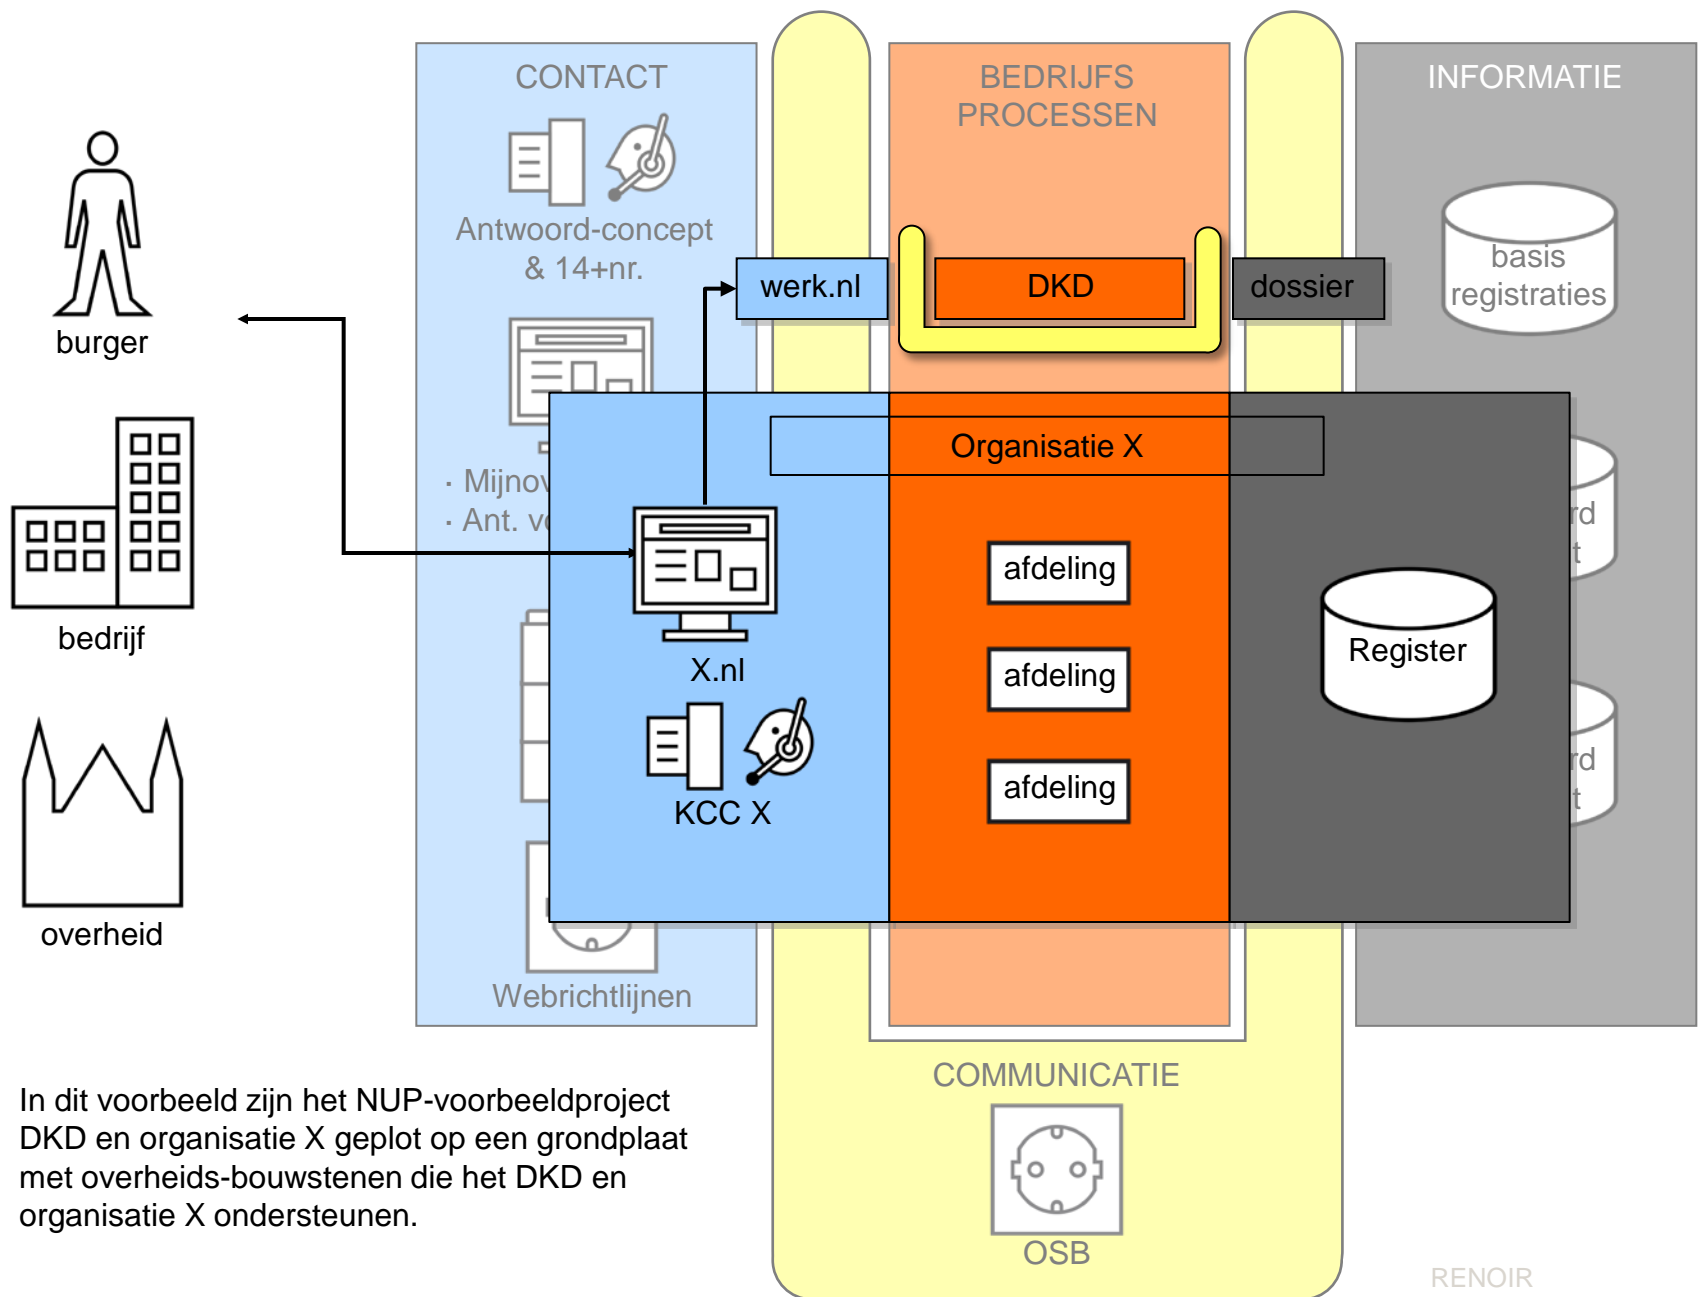 CONTACT
Antwoord-concept
& 14+nr.
· Ant.
Webrichtlijnen
BEDRIJFS
PROCESSEN
INFORMATIE
basis
registraties
burger
bedrijf
overheid
werk.nl
DKD
dossier
Organisatie X
X.nl
KCC X
afdeling
afdeling
afdeling
Register
COMMUNICATIE
OSB
In dit voorbeeld zijn het NUP-voorbeeldproject
DKD en organisatie X geplot op een grondplaat
met overheids-bouwstenen die het DKD en
organisatie X ondersteunen.
RENOIR